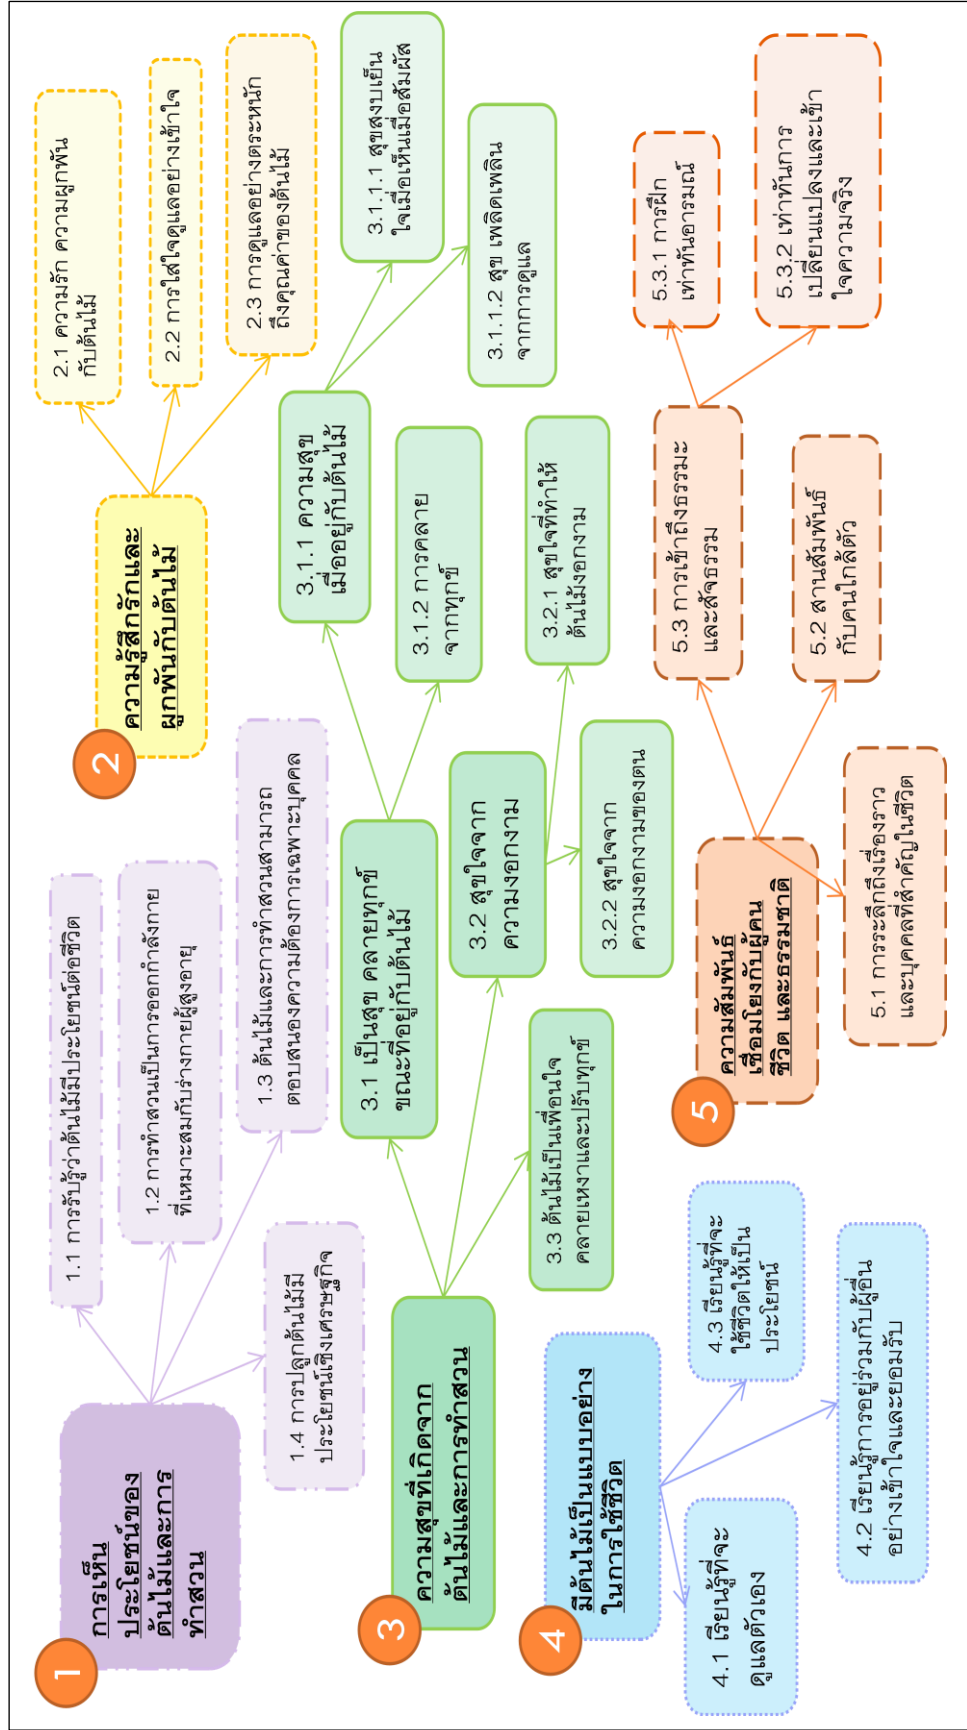 1
การเห็น
ประโยชน์ของ
ต้นไม้และการ
ทำสวน
1.1 การรับรู้ว่าต้นไม้มีประโยชน์ต่อชีวิต
1.2 การทำสวนเป็นการออกกำลังกาย
ที่เหมาะสมกับร่างกายผู้สูงอายุ
1.3 ต้นไม้และการทำสวนสามารถ
ตอบสนองความต้องการเฉพาะบุคคล
1.4 การปลูกต้นไม้มี
ประโยชน์เชิงเศรษฐกิจ
2
ความรู้สึกรักและ
ผูกพันกับต้นไม้
2.1 ความรัก ความผูกพัน
กับต้นไม้
2.2 การใส่ใจดูแลอย่างเข้าใจ
2.3 การดูแลอย่างตระหนัก
ถึงคุณค่าของต้นไม้
3
ความสุขที่เกิดจาก
ต้นไม้และการทำสวน
3.1 เป็นสุข คลายทุกข์
ขณะที่อยู่กับต้นไม้
3.1.1 ความสุข
เมื่ออยู่กับต้นไม้
3.1.1.1 สุขสงบเย็น
ใจเมื่อเห็นเมื่อสัมผัส
3.1.1.2 สุข เพลิดเพลิน
จากการดูแล
3.1.2 การคลาย
จากทุกข์
3.2 สุขใจจาก
ความงอกงาม
3.2.1 สุขใจที่ทำให้
ต้นไม้งอกงาม
3.2.2 สุขใจจาก
ความงอกงามของตน
3.3 ต้นไม้เป็นเพื่อนใจ
คลายเหงาและปรับทุกข์
4
มีต้นไม้เป็นแบบอย่าง
ในการใช้ชีวิต
4.1 เรียนรู้ที่จะ
ดูแลตัวเอง
4.2 เรียนรู้การอยู่ร่วมกับผู้อื่น
อย่างเข้าใจและยอมรับ
4.3 เรียนรู้ที่จะ
ใช้ชีวิตให้เป็น
ประโยชน์
5
ความสัมพันธ์
เชื่อมโยงกับผู้คน
ชีวิต และธรรมชาติ
5.1 การระลึกถึงเรื่องราว
และบุคคลที่สำคัญในชีวิต
5.2 สานสัมพันธ์
กับคนใกล้ตัว
5.3 การเข้าถึงธรรมะ
และสัจธรรม
5.3.1 การฝึก
เท่าทันอารมณ์
5.3.2 เท่าทันการ
เปลี่ยนแปลงและเข้า
ใจความจริง